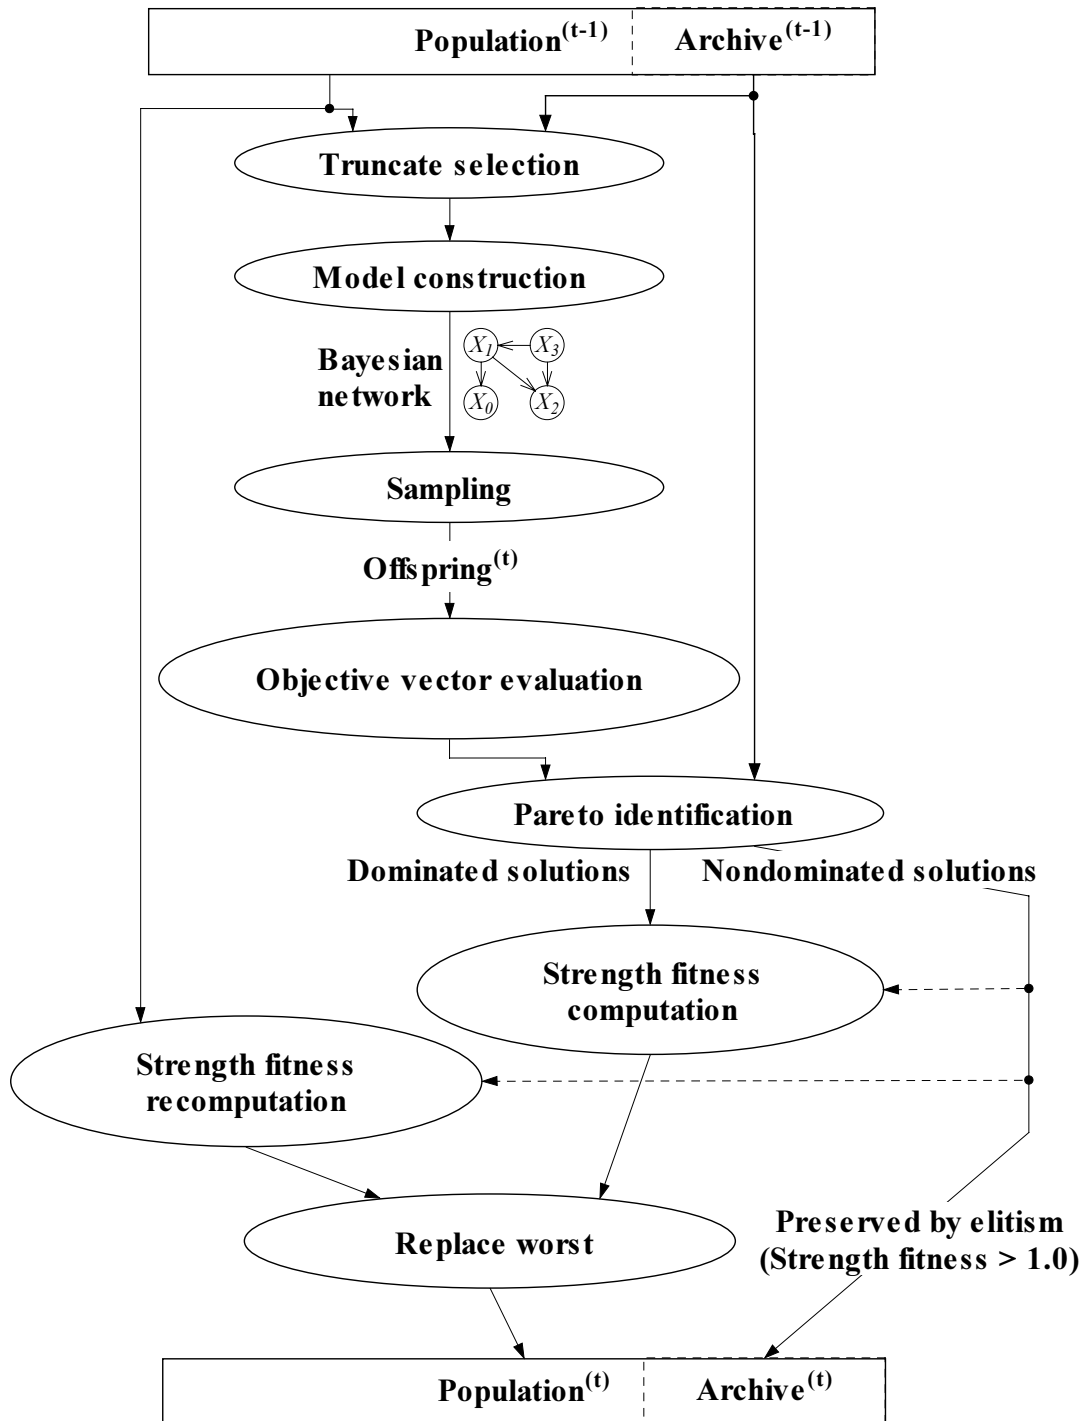 Population(t-1) Archive(t-1)
Truncate selection
Model construction
Bayesian
network
X1 X3
X0 X2
Sampling
Offspring(t)
Objective vector evaluation
Pareto identification
Dominated solutions Nondominated solutions
Strength fitness
computation
Strength fitness
recomputation
Replace worst
Preserved by elitism
(Strength fitness > 1.0)
Population(t) Archive(t)